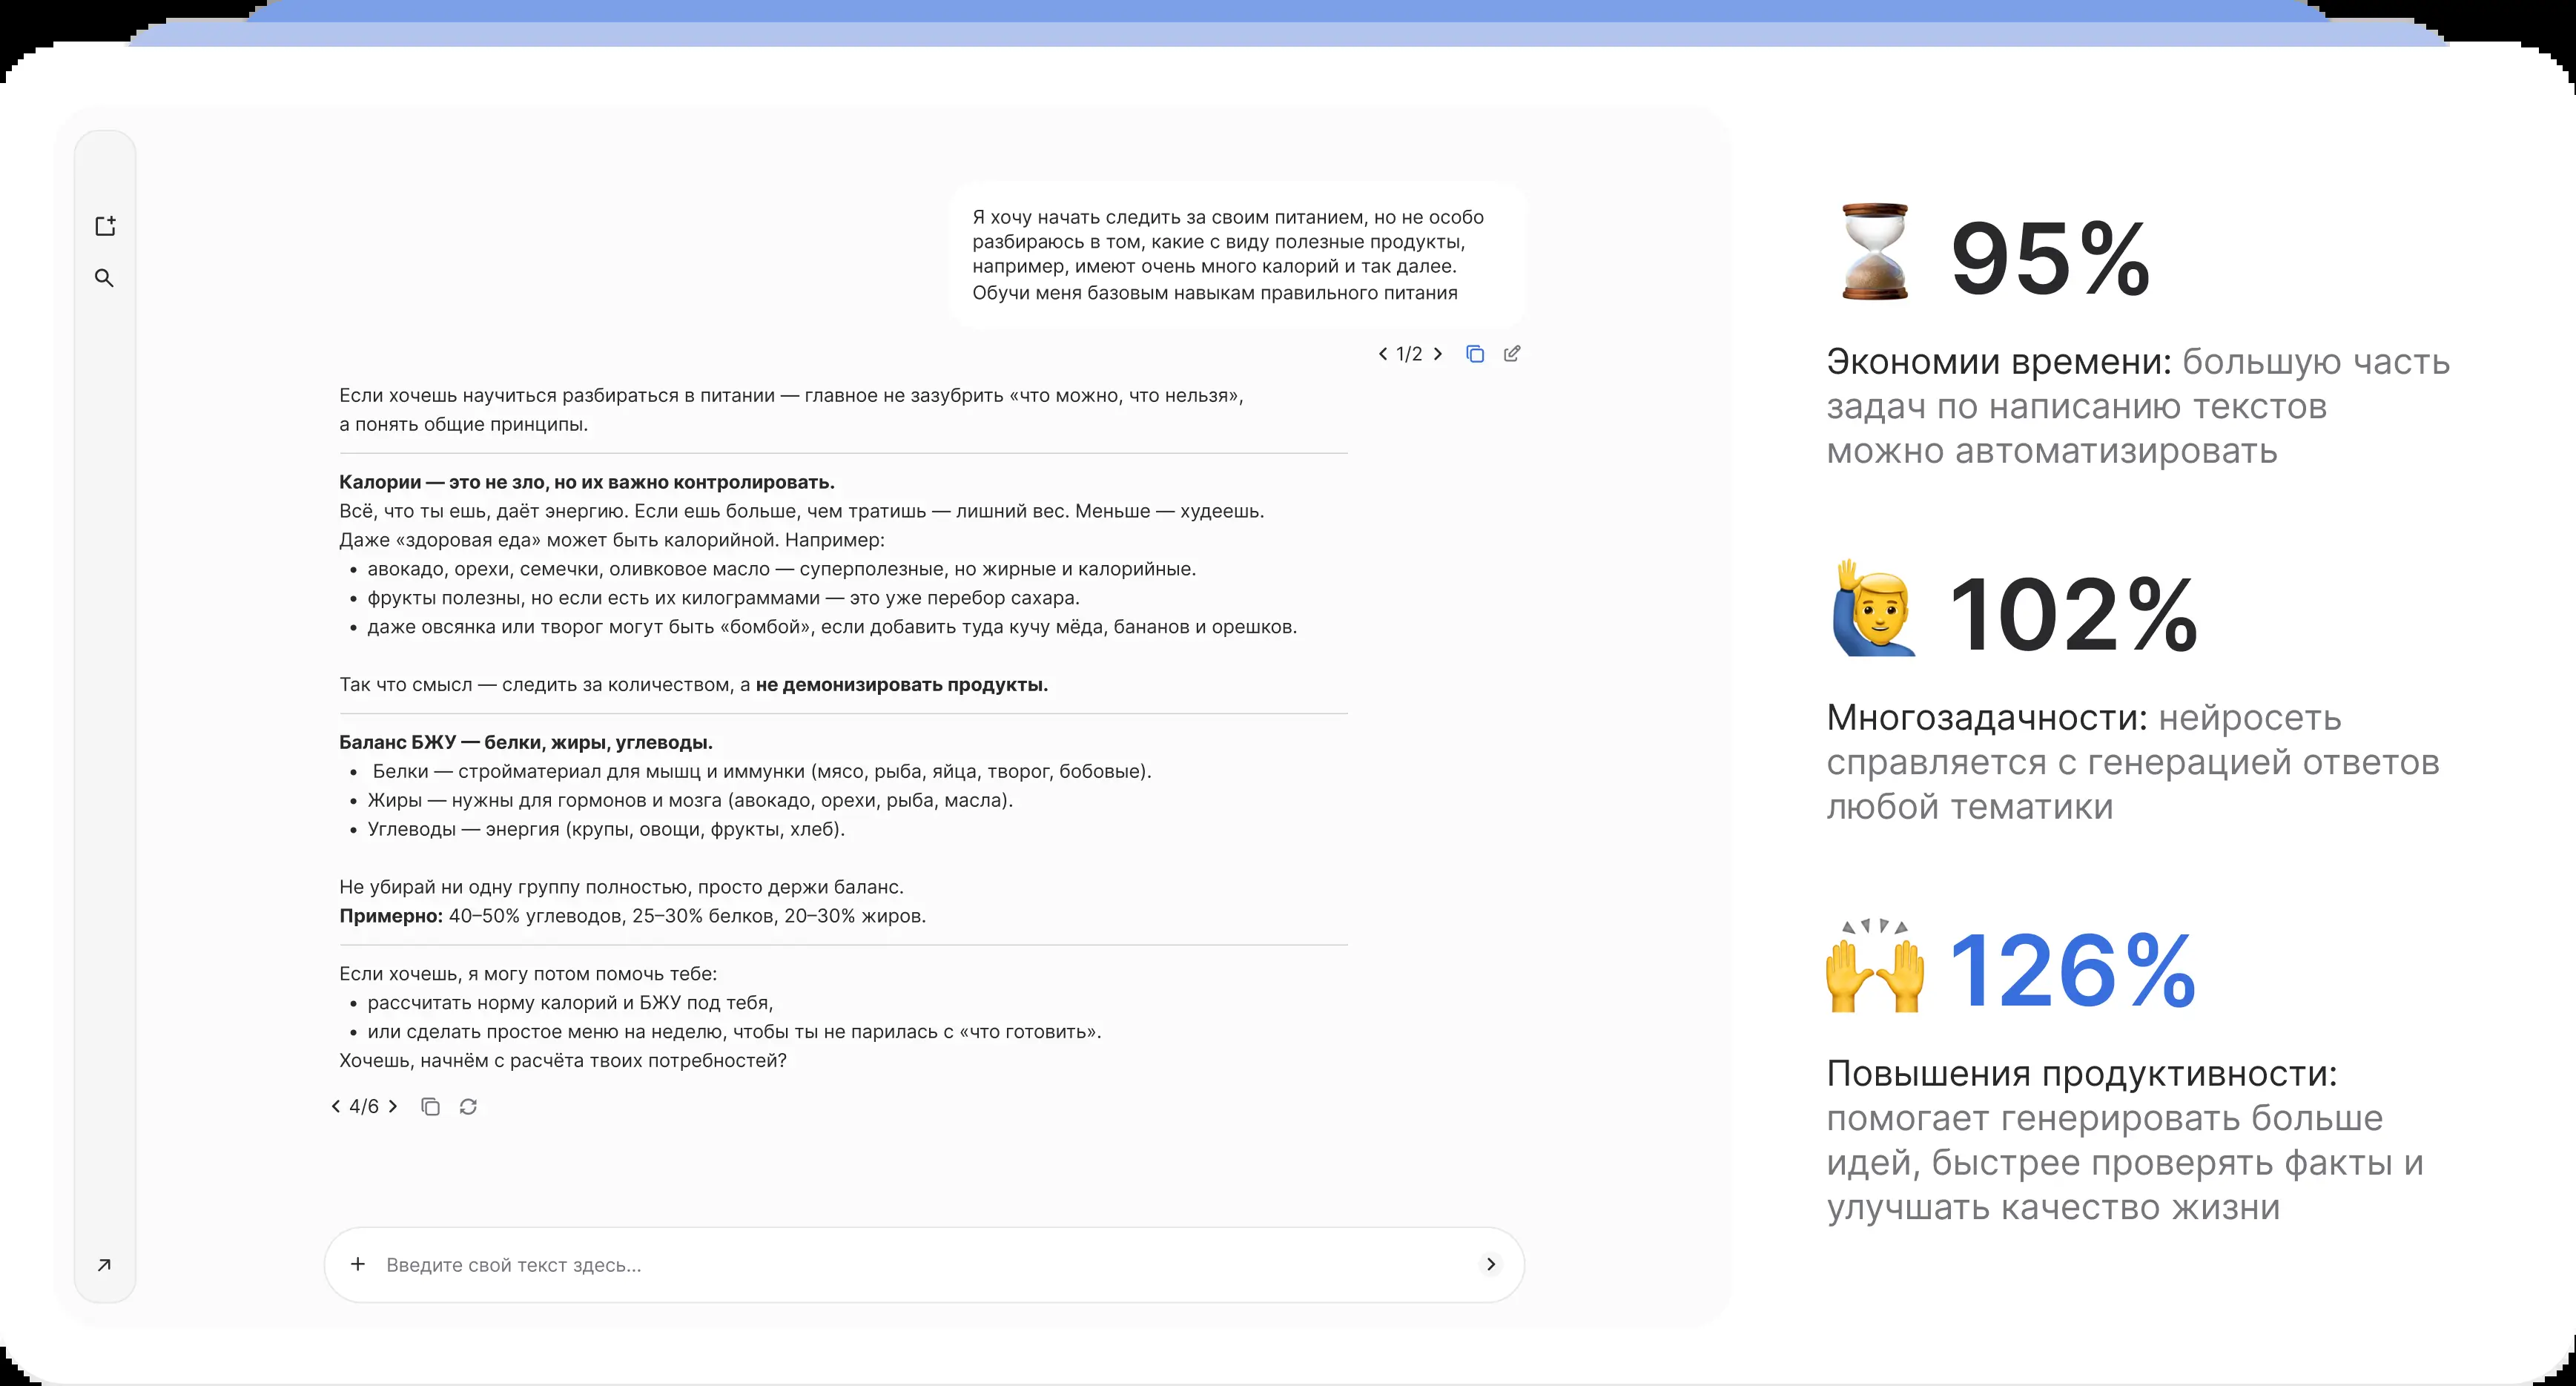 Я хочу начать следить за своим питанием, но не особо
разбираюсь в том, какие с виду полезные продукты,
например, имеют очень много калорий и так далее.
Обучи меня базовым навыкам правильного питания
1/2
Если хочешь научиться разбираться в питании — главное не зазубрить «что можно, что нельзя»,
а понять общие принципы.
Калории — это не зло, но их важно контролировать.
Всё, что ты ешь, даёт энергию. Если ешь больше, чем тратишь — лишний вес. Меньше — худеешь.
Даже «здоровая еда» может быть калорийной. Например:
• авокадо, орехи, семечки, оливковое масло — суперполезные, но жирные и калорийные.
• фрукты полезны, но если есть их килограммами — это уже перебор сахара.
• даже овсянка или творог могут быть «бомбой», если добавить туда кучу мёда, бананов и орешков.
Так что смысл — следить за количеством, а не демонизировать продукты.
Баланс БЖУ — белки, жиры, углеводы.
• Белки — стройматериал для мышц и иммунки (мясо, рыба, яйца, творог, бобовые).
• Жиры — нужны для гормонов и мозга (авокадо, орехи, рыба, масла).
• Углеводы — энергия (крупы, овощи, фрукты, хлеб).
Не убирай ни одну группу полностью, просто держи баланс.
Примерно: 40–50% углеводов, 25–30% белков, 20–30% жиров.
Если хочешь, я могу потом помочь тебе:
• рассчитать норму калорий и БЖУ под тебя,
• или сделать простое меню на неделю, чтобы ты не парилась с «что готовить».
Хочешь, начнём с расчёта твоих потребностей?
4/6
Введите свой текст здесь...
95%
Экономии времени: большую часть
задач по написанию текстов
можно автоматизировать
102%
Многозадачности: нейросеть
справляется с генерацией ответов
любой тематики
126%
Повышения продуктивности:
помогает генерировать больше
идей, быстрее проверять факты и
улучшать качество жизни